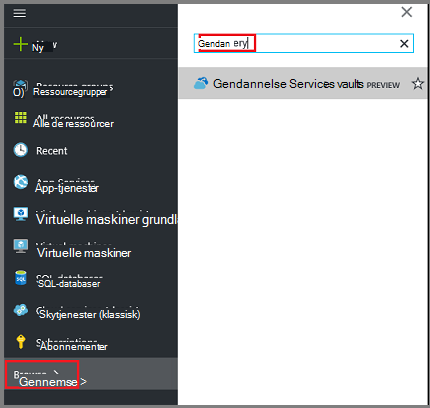 Ny
Gendan ery
Gendannelse Services vaults PREVIEW
Ressourcegrupper
Alle de ressourcer
Recent
App-tjenester
Virtuelle maskiner grundl
Virtuelle maskiner
SQL-databaser
Skytjenester (klassisk)
Abonnementer
Gennemse >